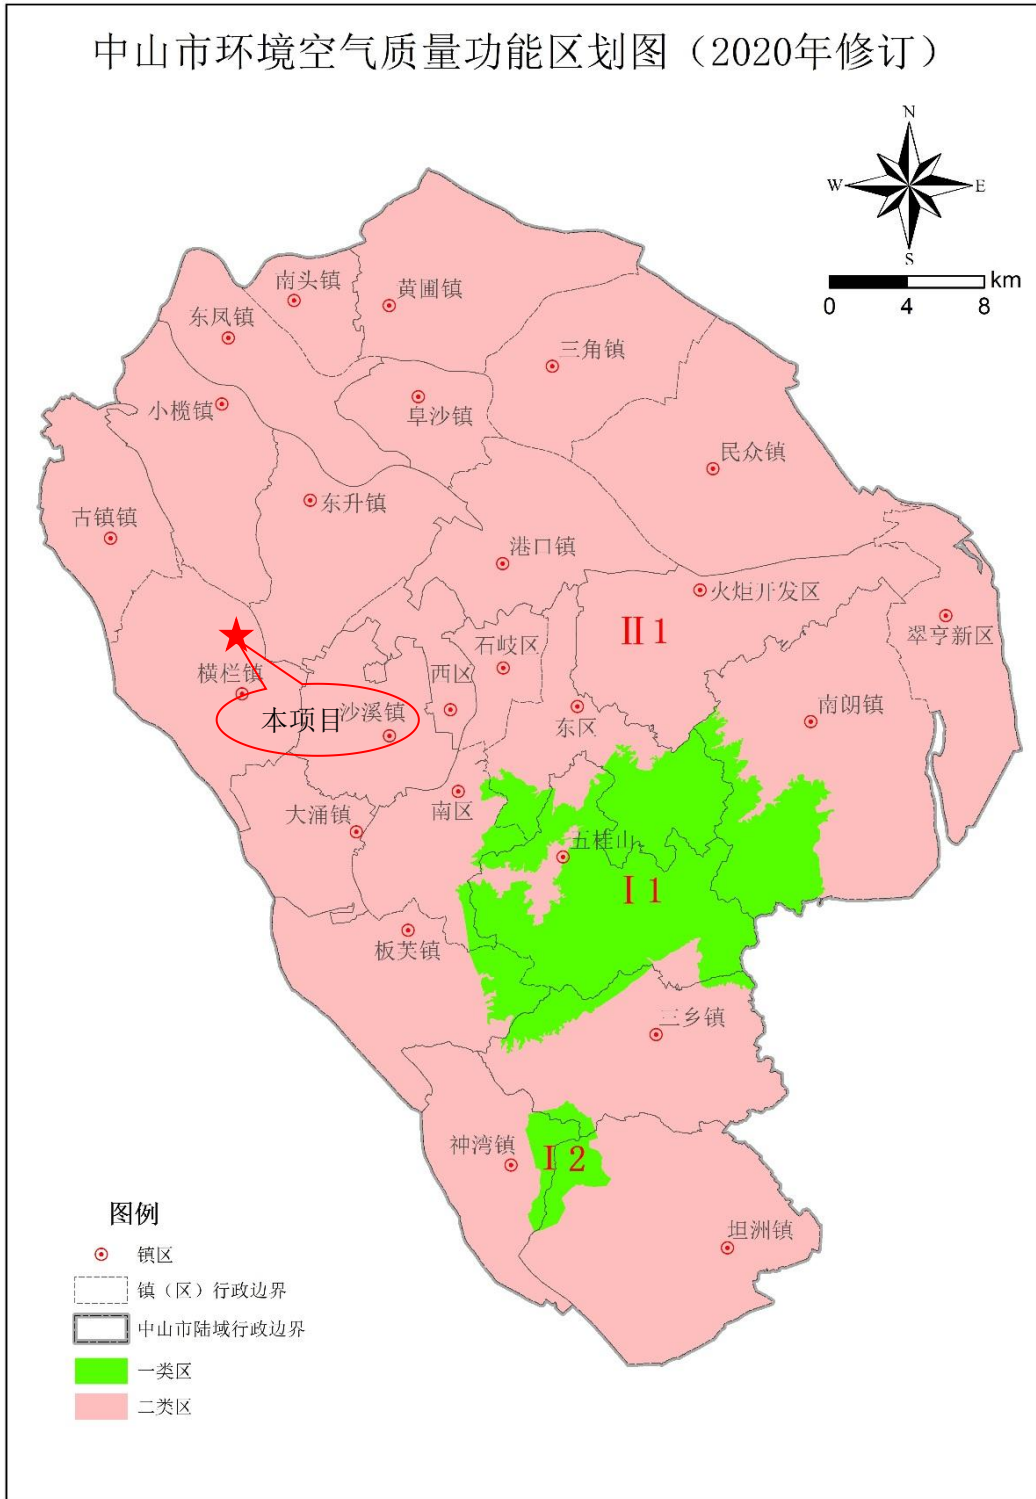 中山市环境空气质量功能区划图（2020年修订）
N
W
E
S
km
0
4
8
南头镇
黄圃镇
东凤镇
三角镇
小榄镇
阜沙镇
民众镇
东升镇
古镇镇
港口镇
火炬开发区
Ⅱ1
翠亨新区
石岐区
横栏镇
西区
本项目
沙溪镇
东区
南朗镇
大涌镇
南区
五桂山
Ⅰ1
板芙镇
三乡镇
神湾镇
Ⅰ2
坦洲镇
图例
镇区
镇（区）行政边界
中山市陆域行政边界
一类区
二类区